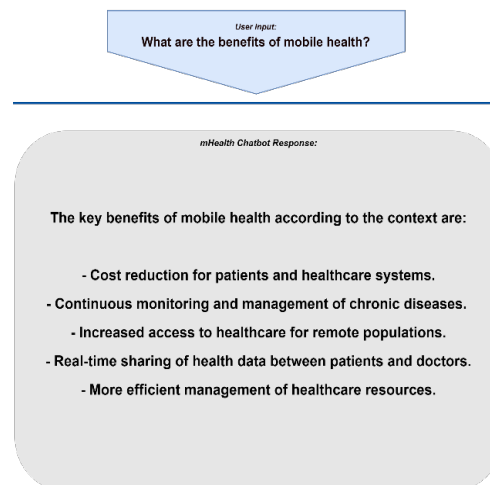 User Input:
What are the benefits of mobile health?
mHealth Chatbot Response:
The key benefits of mobile health according to the context are:
- Cost reduction for patients and healthcare systems.
- Continuous monitoring and management of chronic diseases.
- Increased access to healthcare for remote populations.
- Real-time sharing of health data between patients and doctors.
- More efficient management of healthcare resources.